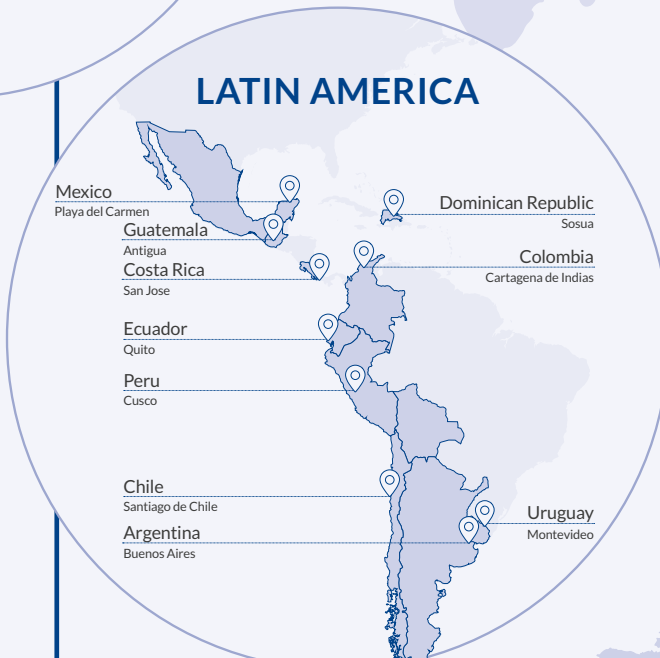 LATIN AMERICA
Mexico
Playa del Carmen
Guatemala
Antigua
Costa Rica
San Jose
Ecuador
Quito
Peru
Cusco
Chile
Santiago de Chile
Argentina
Buenos Aires
Dominican Republic
Sosua
Colombia
Cartagena de Indias
Uruguay
Montevideo